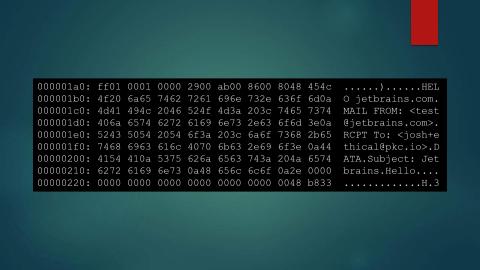 000001a0: ff01 0001 0000 2900 ab00 8600 8048 454c ......)......HEL
000001b0: 4f20 6a65 7462 7261 696e 732e 636f 6d0a O jetbrains.com.
000001c0: 4d41 494c 2046 524f 4d3a 203c 7465 7374 MAIL FROM: <test
000001d0: 406a 6574 6272 6169 6e73 2e63 6f6d 3e0a @jetbrains.com>.
000001e0: 5243 5054 2054 6f3a 203c 6a6f 7368 2b65 RCPT To: <josh+e
000001f0: 7468 6963 616c 4070 6b63 2e69 6f3e 0a44 thical@pkc.io>.D
00000200: 4154 410a 5375 626a 6563 743a 204a 6574 ATA.Subject: Jet
00000210: 6272 6169 6e73 0a48 656c 6c6f 0a2e 0000 brains.Hello....
00000220: 0000 0000 0000 0000 0000 0000 0048 b833 .............H.3